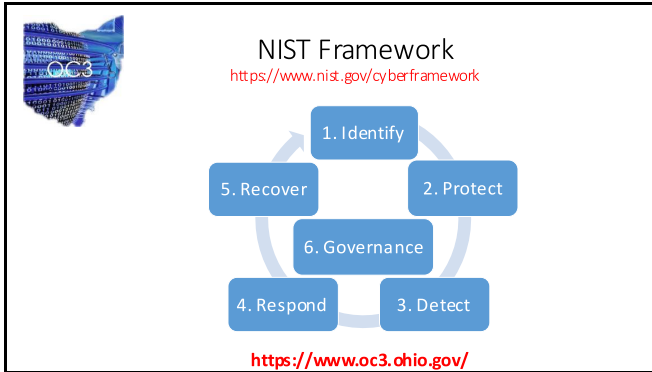 OC3
NIST Framework
https://www.nist.gov/cyberframework
1. Identify
5. Recover
2. Protect
6. Governance
4. Respond
3. Detect
https://www.oc3.ohio.gov/